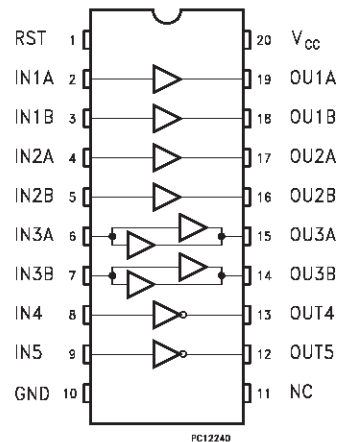 RST 1 20 VCC
IN1A 2 19 OU1A
IN1B 3 18 OU1B
IN2A 4 17 OU2A
IN2B 5 16 OU2B
IN3A 6 15 OU3A
IN3B 7 14 OU3B
IN4 8 13 OUT4
IN5 9 12 OUT5
GND 10 11 NC
PC12240